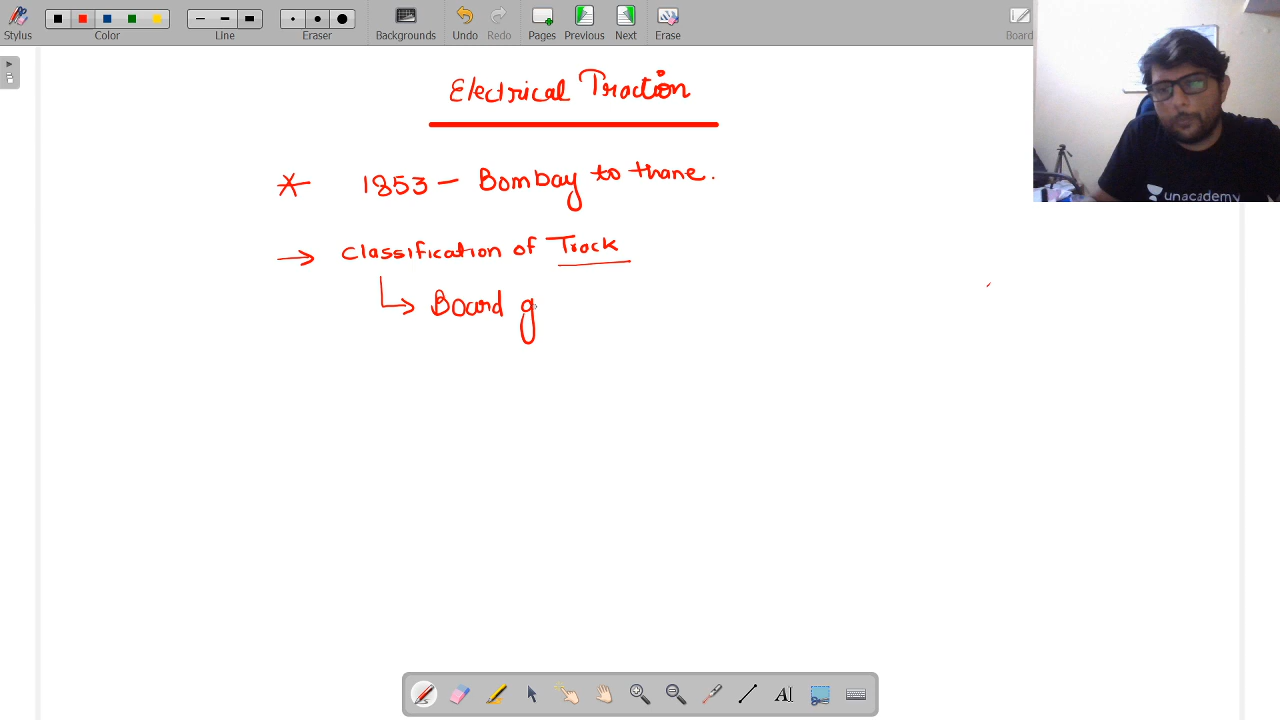 Stylus
Color
Line
Eraser
Backgrounds
Undo
Redo
Pages
Previous
Next
Erase
Board
Electrical Traction
1853 - Bombay to thane.
→ Classification of Track
Board g
unacademy